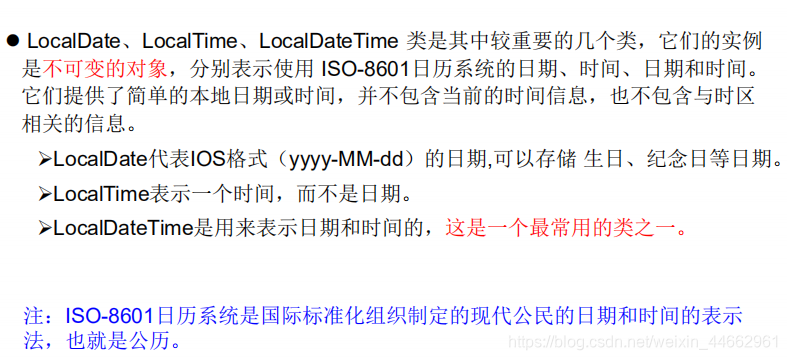 ● LocalDate、LocalTime、LocalDateTime 类是其中较重要的几个类，它们的实例
是不可变的对象，分别表示使用 ISO-8601日历系统的日期、时间、日期和时间。
它们提供了简单的本地日期或时间，并不包含当前的时间信息，也不包含与时区
相关的信息。
➢LocalDate代表IOS格式（yyyy-MM-dd）的日期,可以存储 生日、纪念日等日期。
➢LocalTime表示一个时间，而不是日期。
➢LocalDateTime是用来表示日期和时间的，这是一个最常用的类之一。
注：ISO-8601日历系统是国际标准化组织制定的现代公民的日期和时间的表示
法，也就是公历。
https://blog.csdn.net/weixin_44662961